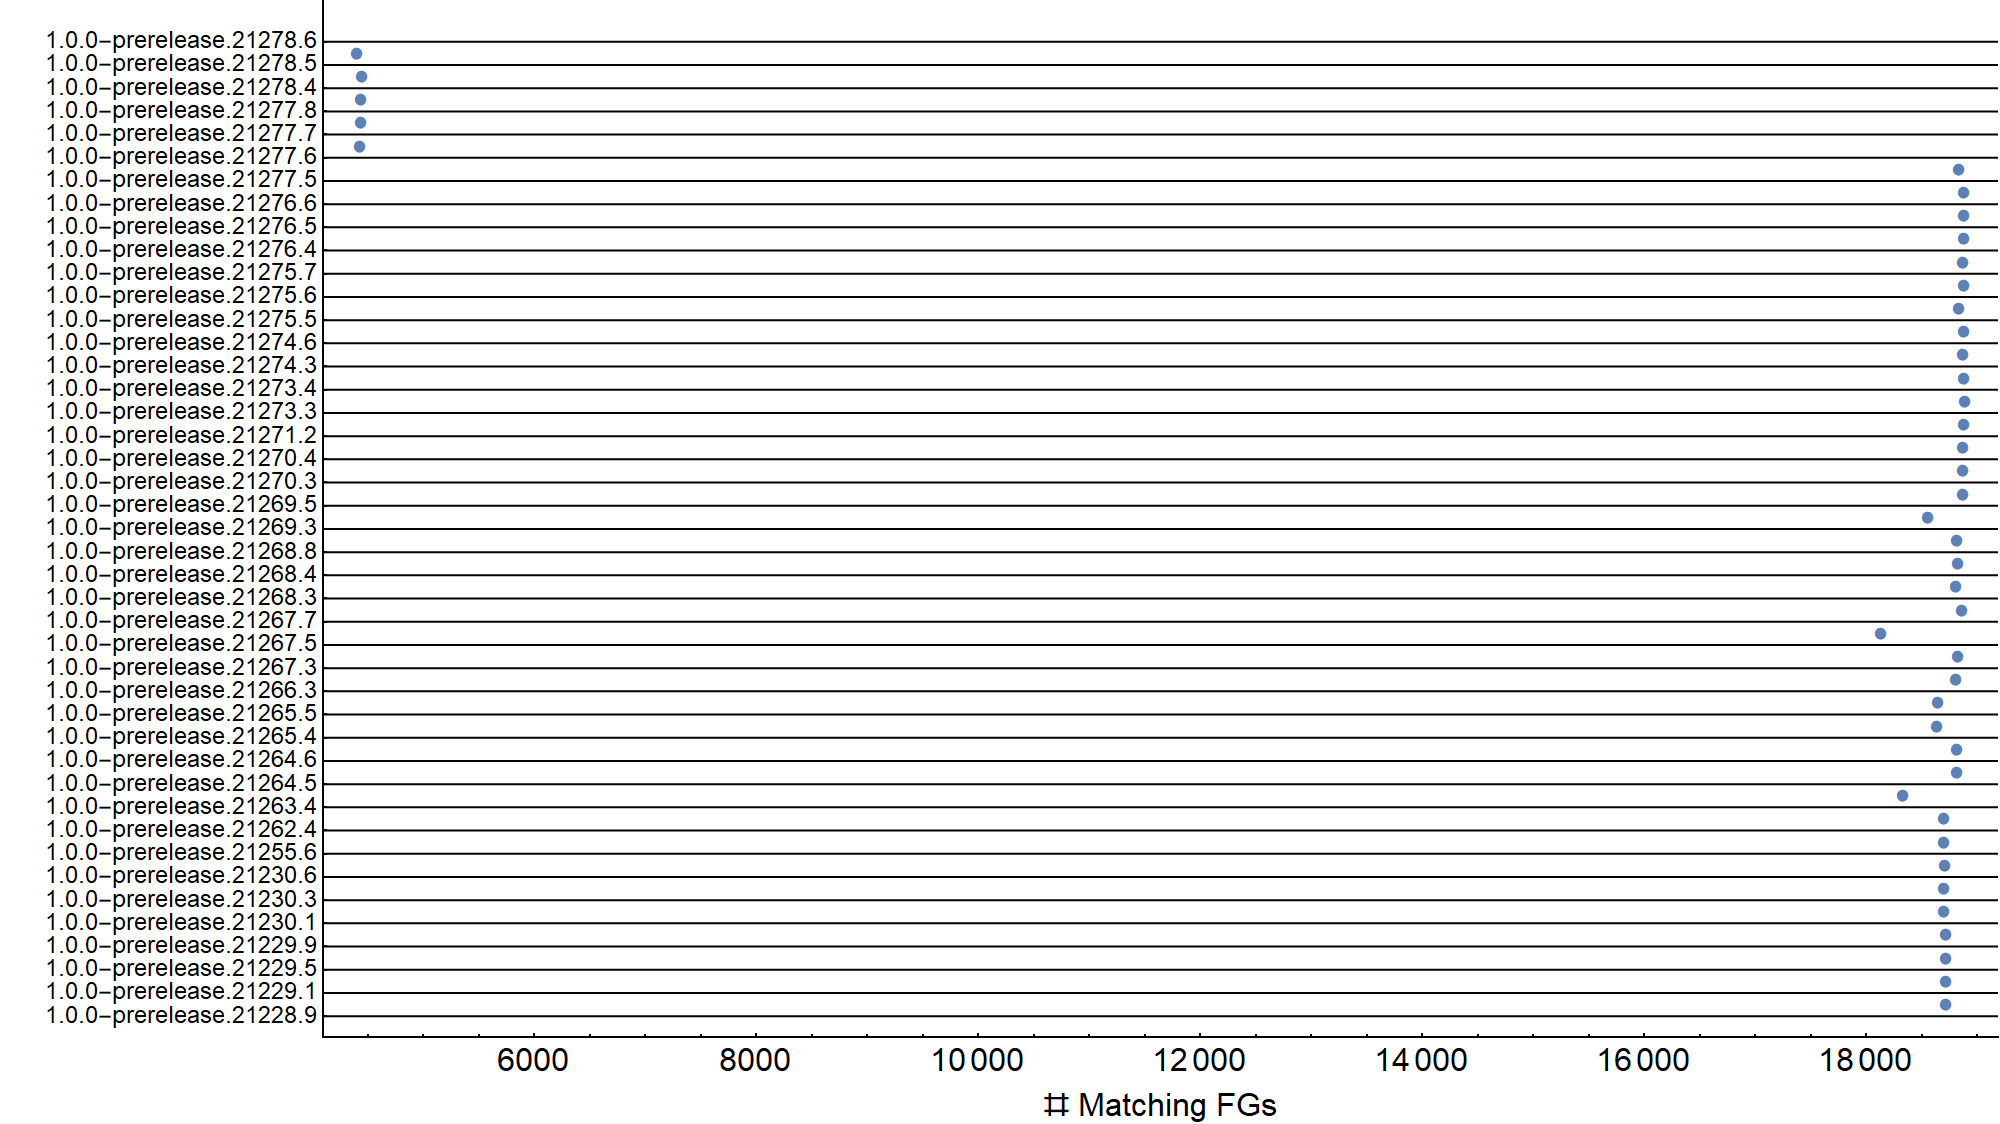 1.0.0–prerelease.21278.6
1.0.0–prerelease.21278.5
1.0.0–prerelease.21278.4
1.0.0–prerelease.21277.8
1.0.0–prerelease.21277.7
1.0.0–prerelease.21277.6
1.0.0–prerelease.21277.5
1.0.0–prerelease.21276.6
1.0.0–prerelease.21276.5
1.0.0–prerelease.21276.4
1.0.0–prerelease.21275.7
1.0.0–prerelease.21275.6
1.0.0–prerelease.21275.5
1.0.0–prerelease.21274.6
1.0.0–prerelease.21274.3
1.0.0–prerelease.21273.4
1.0.0–prerelease.21273.3
1.0.0–prerelease.21271.2
1.0.0–prerelease.21270.4
1.0.0–prerelease.21270.3
1.0.0–prerelease.21269.5
1.0.0–prerelease.21269.3
1.0.0–prerelease.21268.8
1.0.0–prerelease.21268.4
1.0.0–prerelease.21268.3
1.0.0–prerelease.21267.7
1.0.0–prerelease.21267.5
1.0.0–prerelease.21267.3
1.0.0–prerelease.21266.3
1.0.0–prerelease.21265.5
1.0.0–prerelease.21265.4
1.0.0–prerelease.21264.6
1.0.0–prerelease.21264.5
1.0.0–prerelease.21263.4
1.0.0–prerelease.21262.4
1.0.0–prerelease.21255.6
1.0.0–prerelease.21230.6
1.0.0–prerelease.21230.3
1.0.0–prerelease.21230.1
1.0.0–prerelease.21229.9
1.0.0–prerelease.21229.5
1.0.0–prerelease.21229.1
1.0.0–prerelease.21228.9
6000 8000 10 000 12 000 14 000 16 000 18 000
# Matching FGs